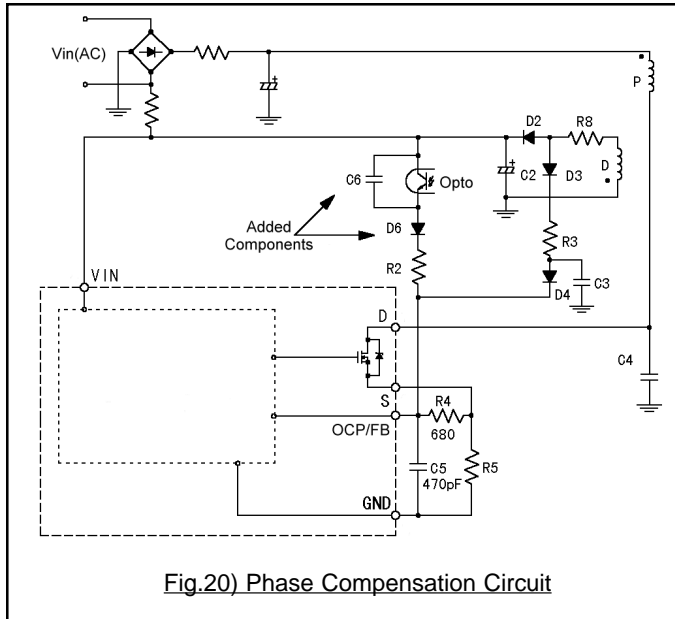 Vin(AC)
P
D2
R8
C6
Opto
C2
D3
D
Added
Components
D6
R3
R2
VIN
D4
C3
D
C4
S
R4
OCP/FB
680
C5
R5
470pF
GND
Fig.20) Phase Compensation Circuit